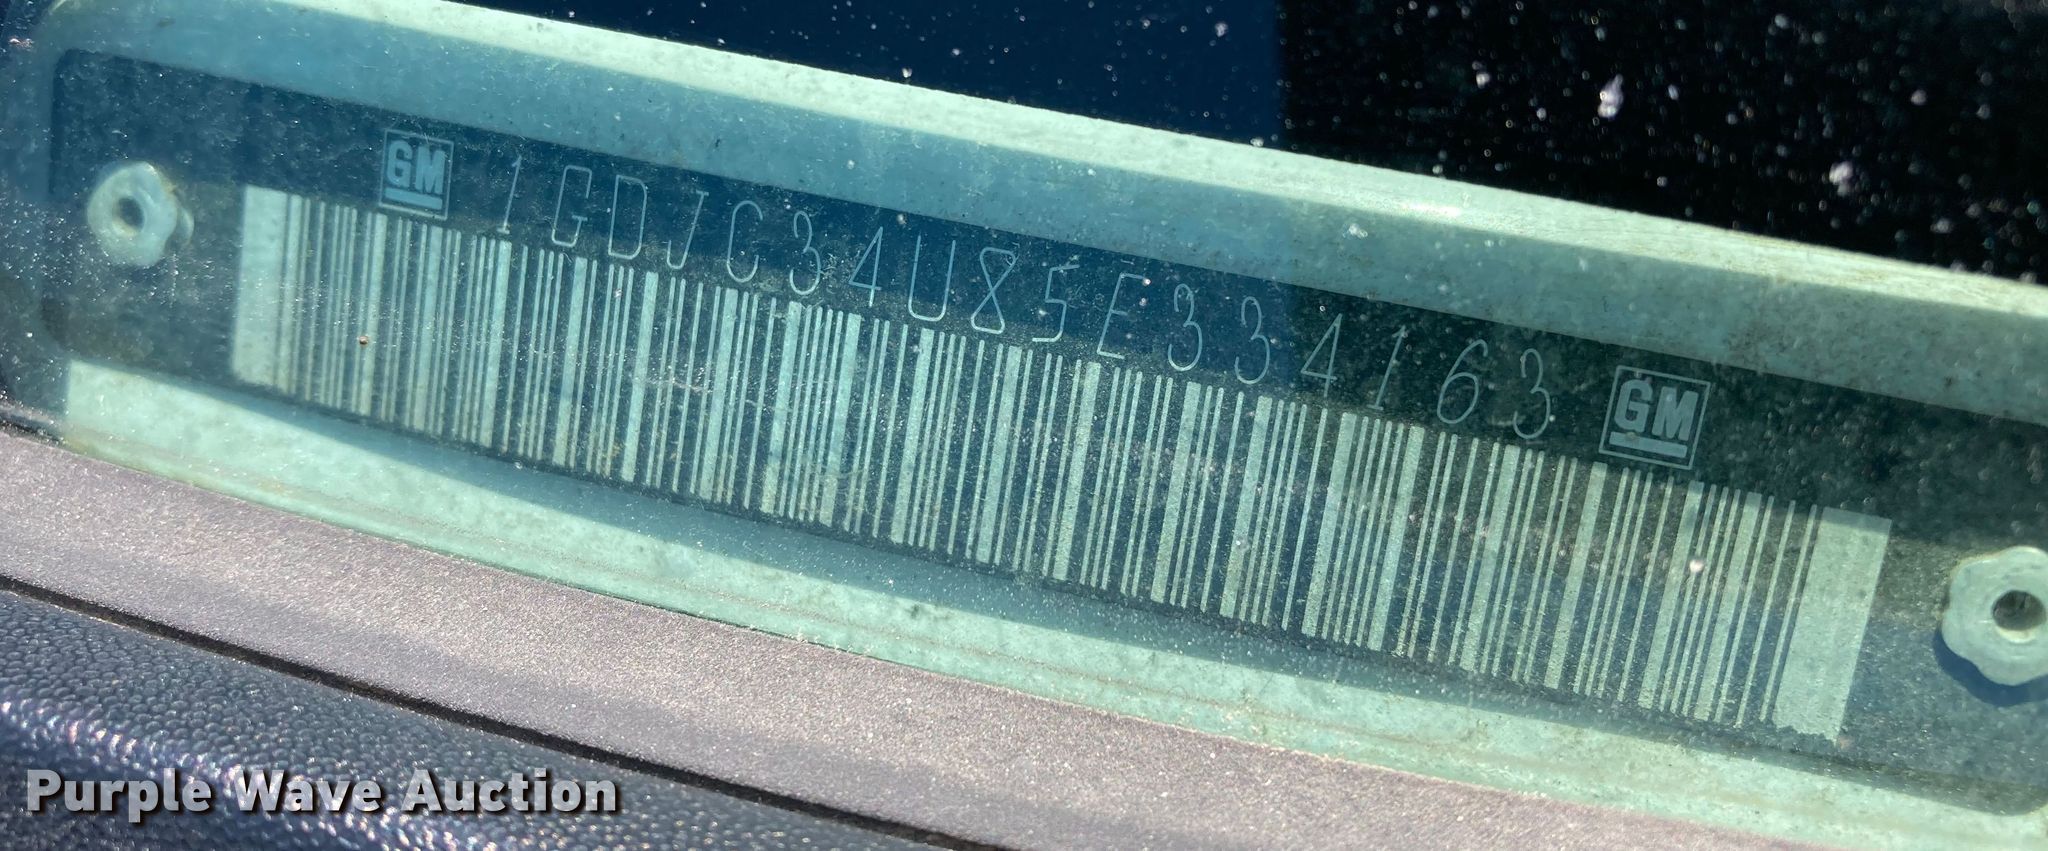 GM 1GDJC34U85E334163 GM
Purple Wave Auction